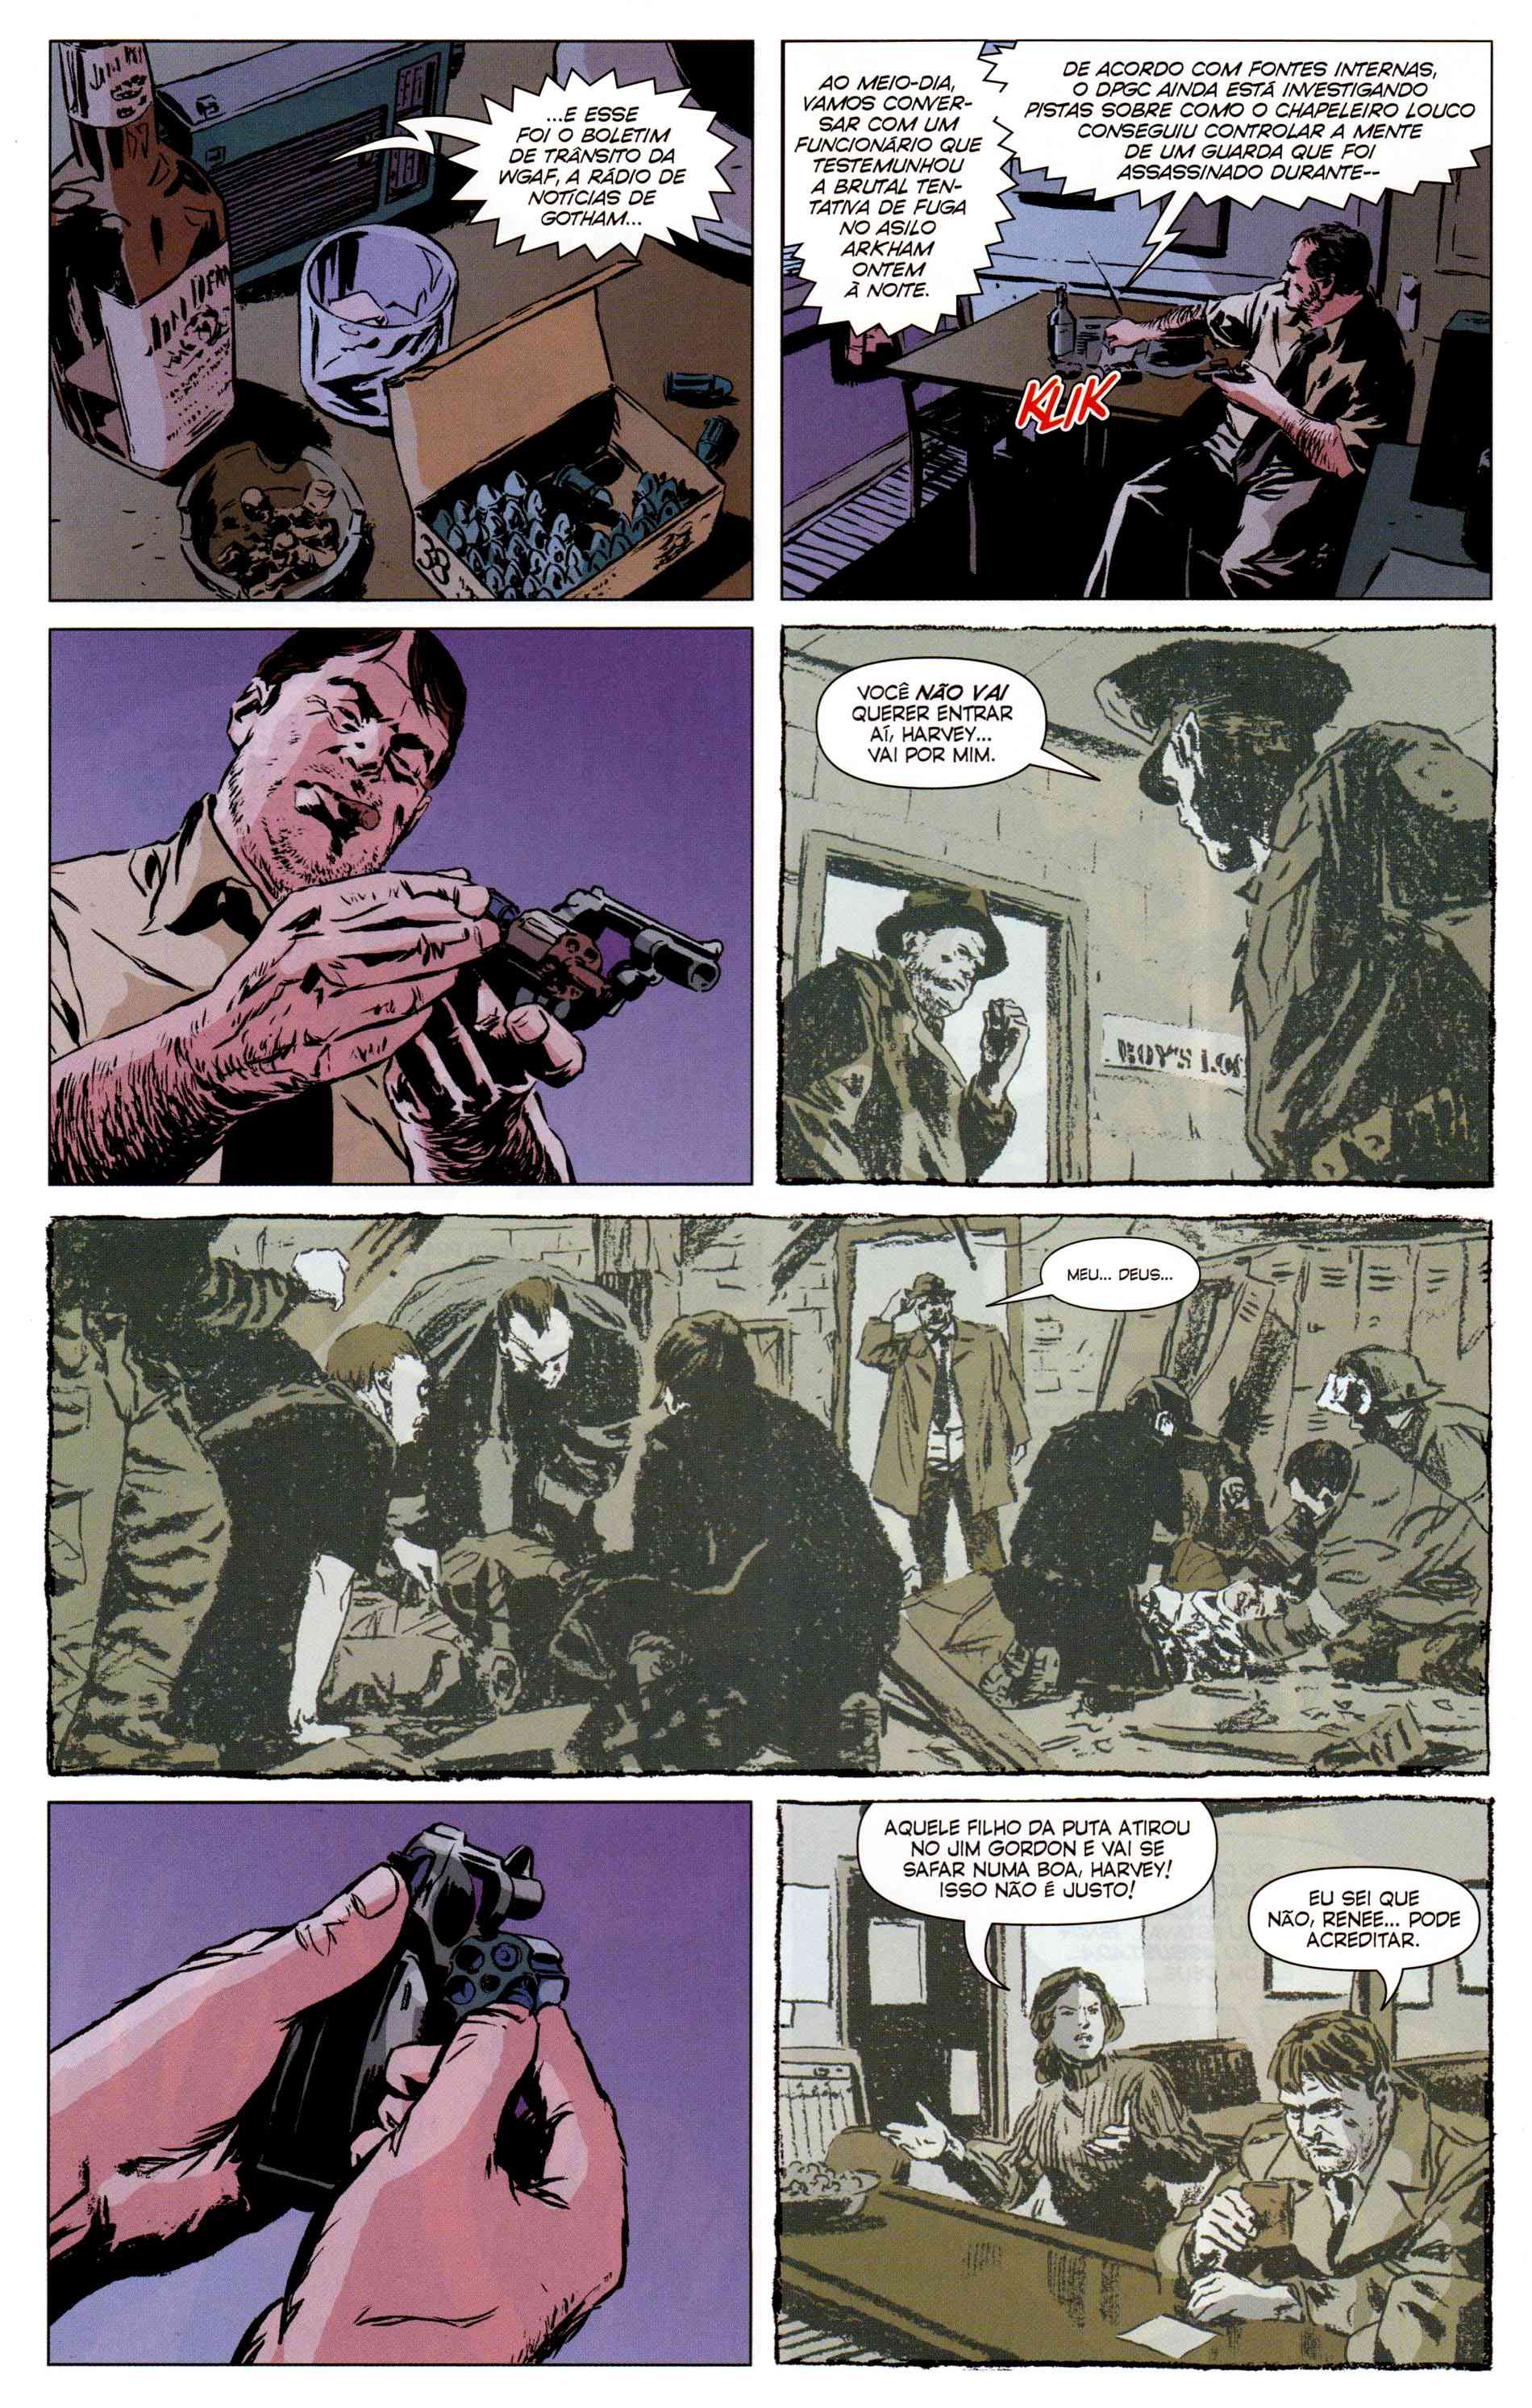 ...E ESSE
FOI O BOLETIM
DE TRÂNSITO DA
WGAF, A RÁDIO DE
NOTÍCIAS DE
GOTHAM...
38
AO MEIO-DIA,
VAMOS CONVER-
SAR COM UM
FUNCIONÁRIO QUE
TESTEMUNHOU
A BRUTAL TEN-
TATIVA DE FUGA
NO ASILO
ARKHAM
ONTEM
À NOITE.
DE ACORDO COM FONTES INTERNAS,
O DPGC AINDA ESTÁ INVESTIGANDO
PISTAS SOBRE COMO O CHAPELEIRO LOUCO
CONSEGUIU CONTROLAR A MENTE
DE UM GUARDA QUE FOI
ASSASSINADO DURANTE--
KLIK
VOCÊ NÃO VAI
QUERER ENTRAR
AÍ, HARVEY...
VAI POR MIM.
BOY'S LOC
MEU... DEUS...
AQUELE FILHO DA PUTA ATIROU
NO JIM GORDON E VAI SE
SAFAR NUMA BOA, HARVEY!
ISSO NÃO É JUSTO!
EU SEI QUE
NÃO, RENEE... PODE
ACREDITAR.